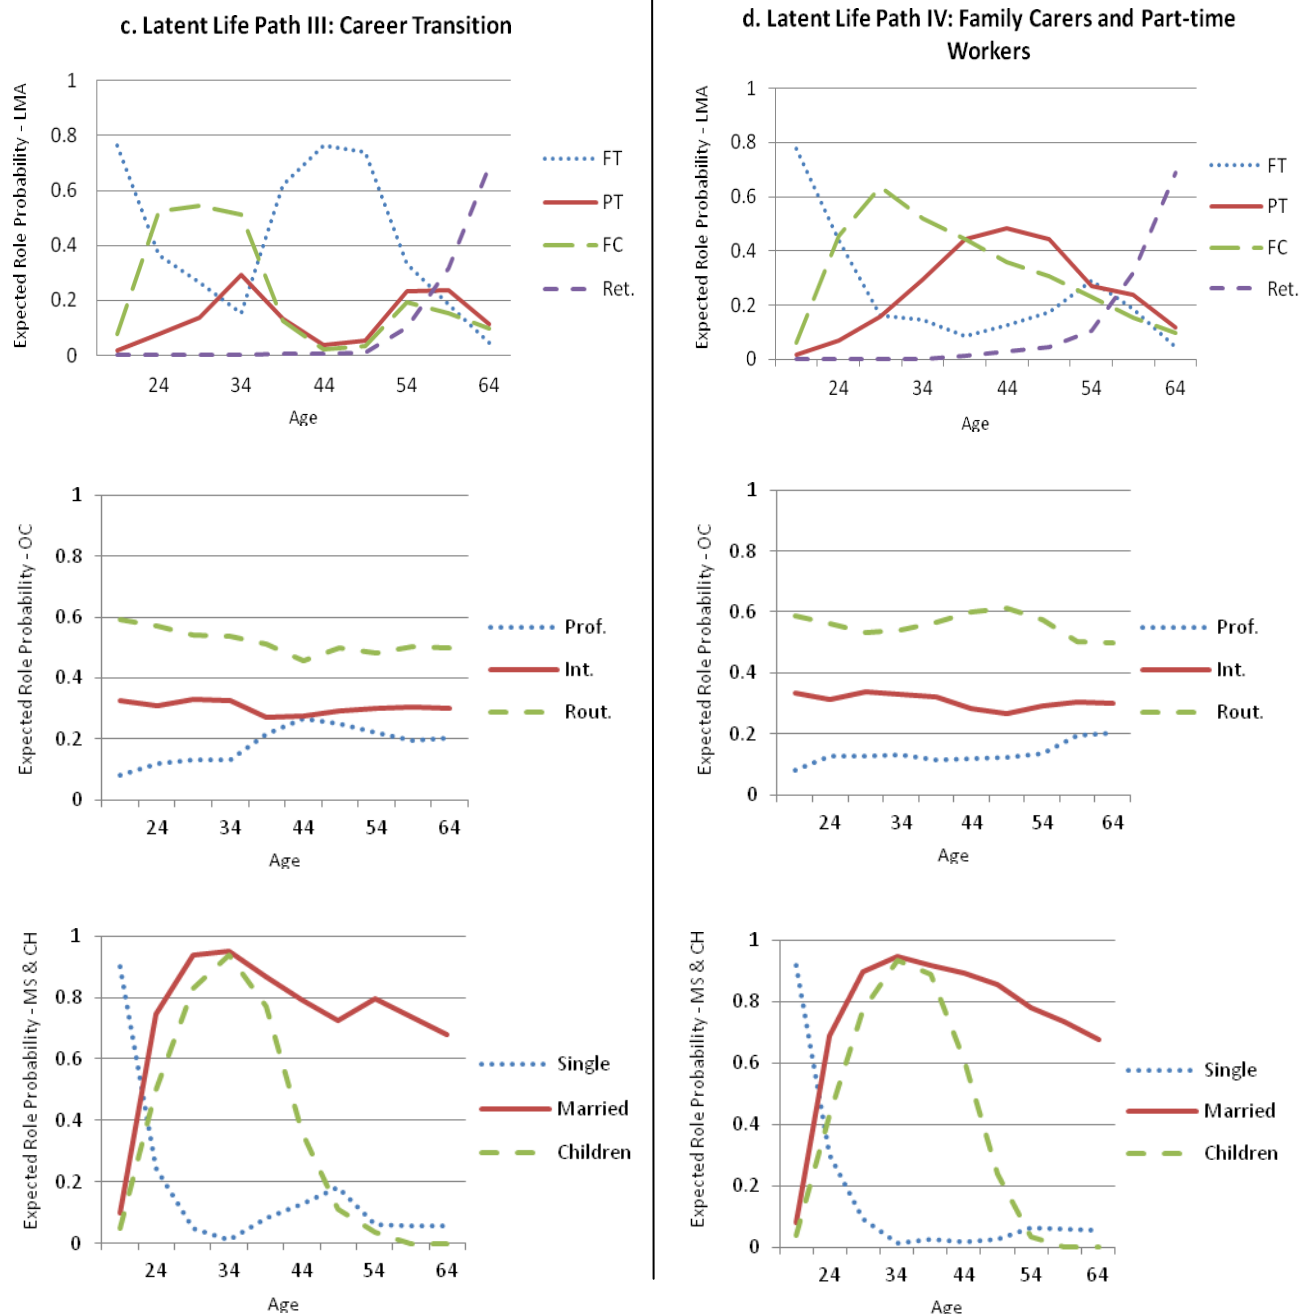 c. Latent Life Path III: Career Transition
Expected Role Probability - LMA
1
0.8
0.6
0.4
0.2
0
24 34 44 54 64
Age
FT
PT
FC
Ret.
Expected Role Probability - OC
1
0.8
0.6
0.4
0.2
0
24 34 44 54 64
Age
Prof.
Int.
Rout.
Expected Role Probability - MS & CH
1
0.8
0.6
0.4
0.2
0
24 34 44 54 64
Age
Single
Married
Children
d. Latent Life Path IV: Family Carers and Part-time
Workers
Expected Role Probability - LMA
1
0.8
0.6
0.4
0.2
0
24 34 44 54 64
Age
FT
PT
FC
Ret.
Expected Role Probability - OC
1
0.8
0.6
0.4
0.2
0
24 34 44 54 64
Age
Prof.
Int.
Rout.
Expected Role Probability - MS & CH
1
0.8
0.6
0.4
0.2
0
24 34 44 54 64
Age
Single
Married
Children